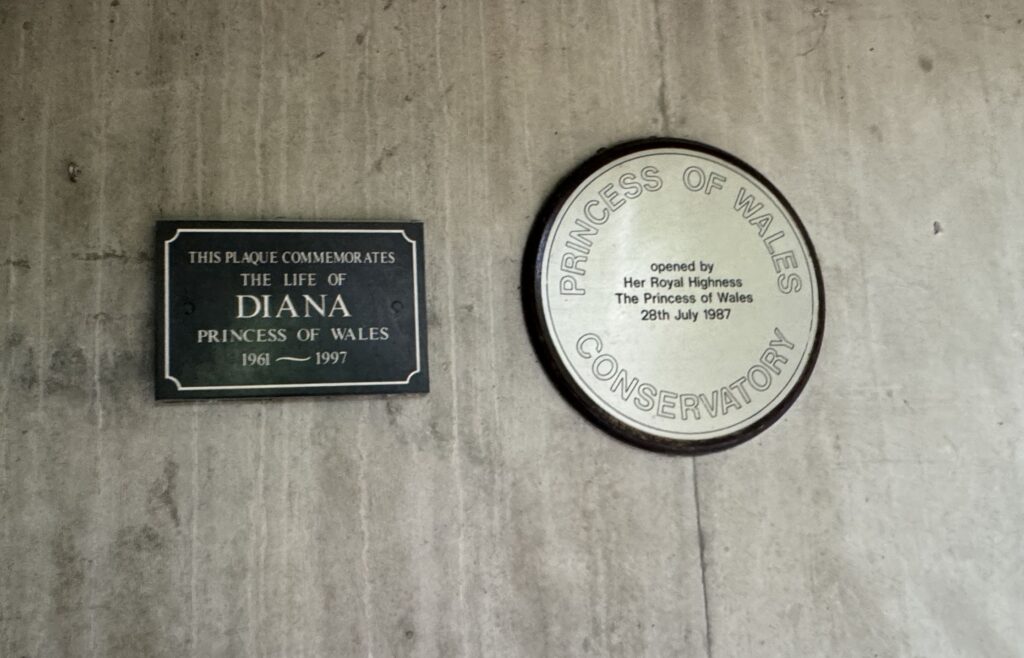 THIS PLAQUE COMMEMORATES
THE LIFE OF
DIANA
PRINCESS OF WALES
1961 ~ 1997
PRINCESS OF WALES
opened by
Her Royal Highness
The Princess of Wales
28th July 1987
CONSERVATORY